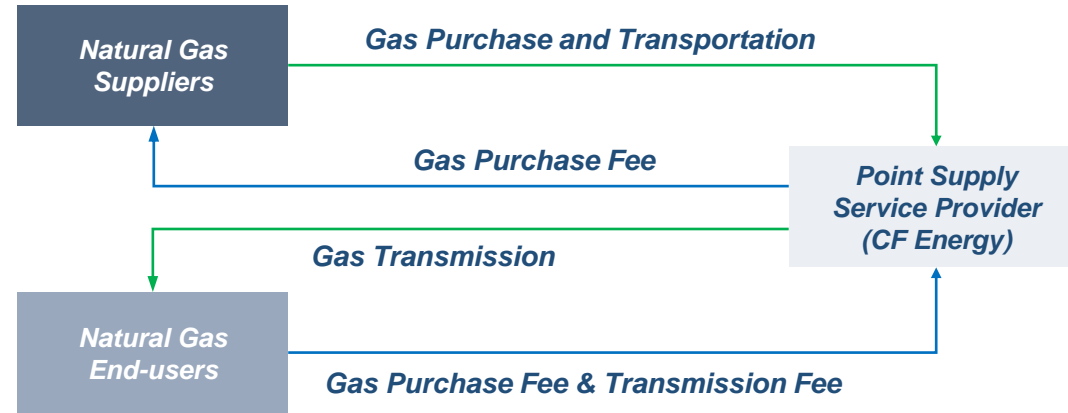 Natural Gas
Suppliers
Gas Purchase and Transportation
Gas Purchase Fee
Point Supply
Service Provider
(CF Energy)
Gas Transmission
Natural Gas
End-users
Gas Purchase Fee & Transmission Fee